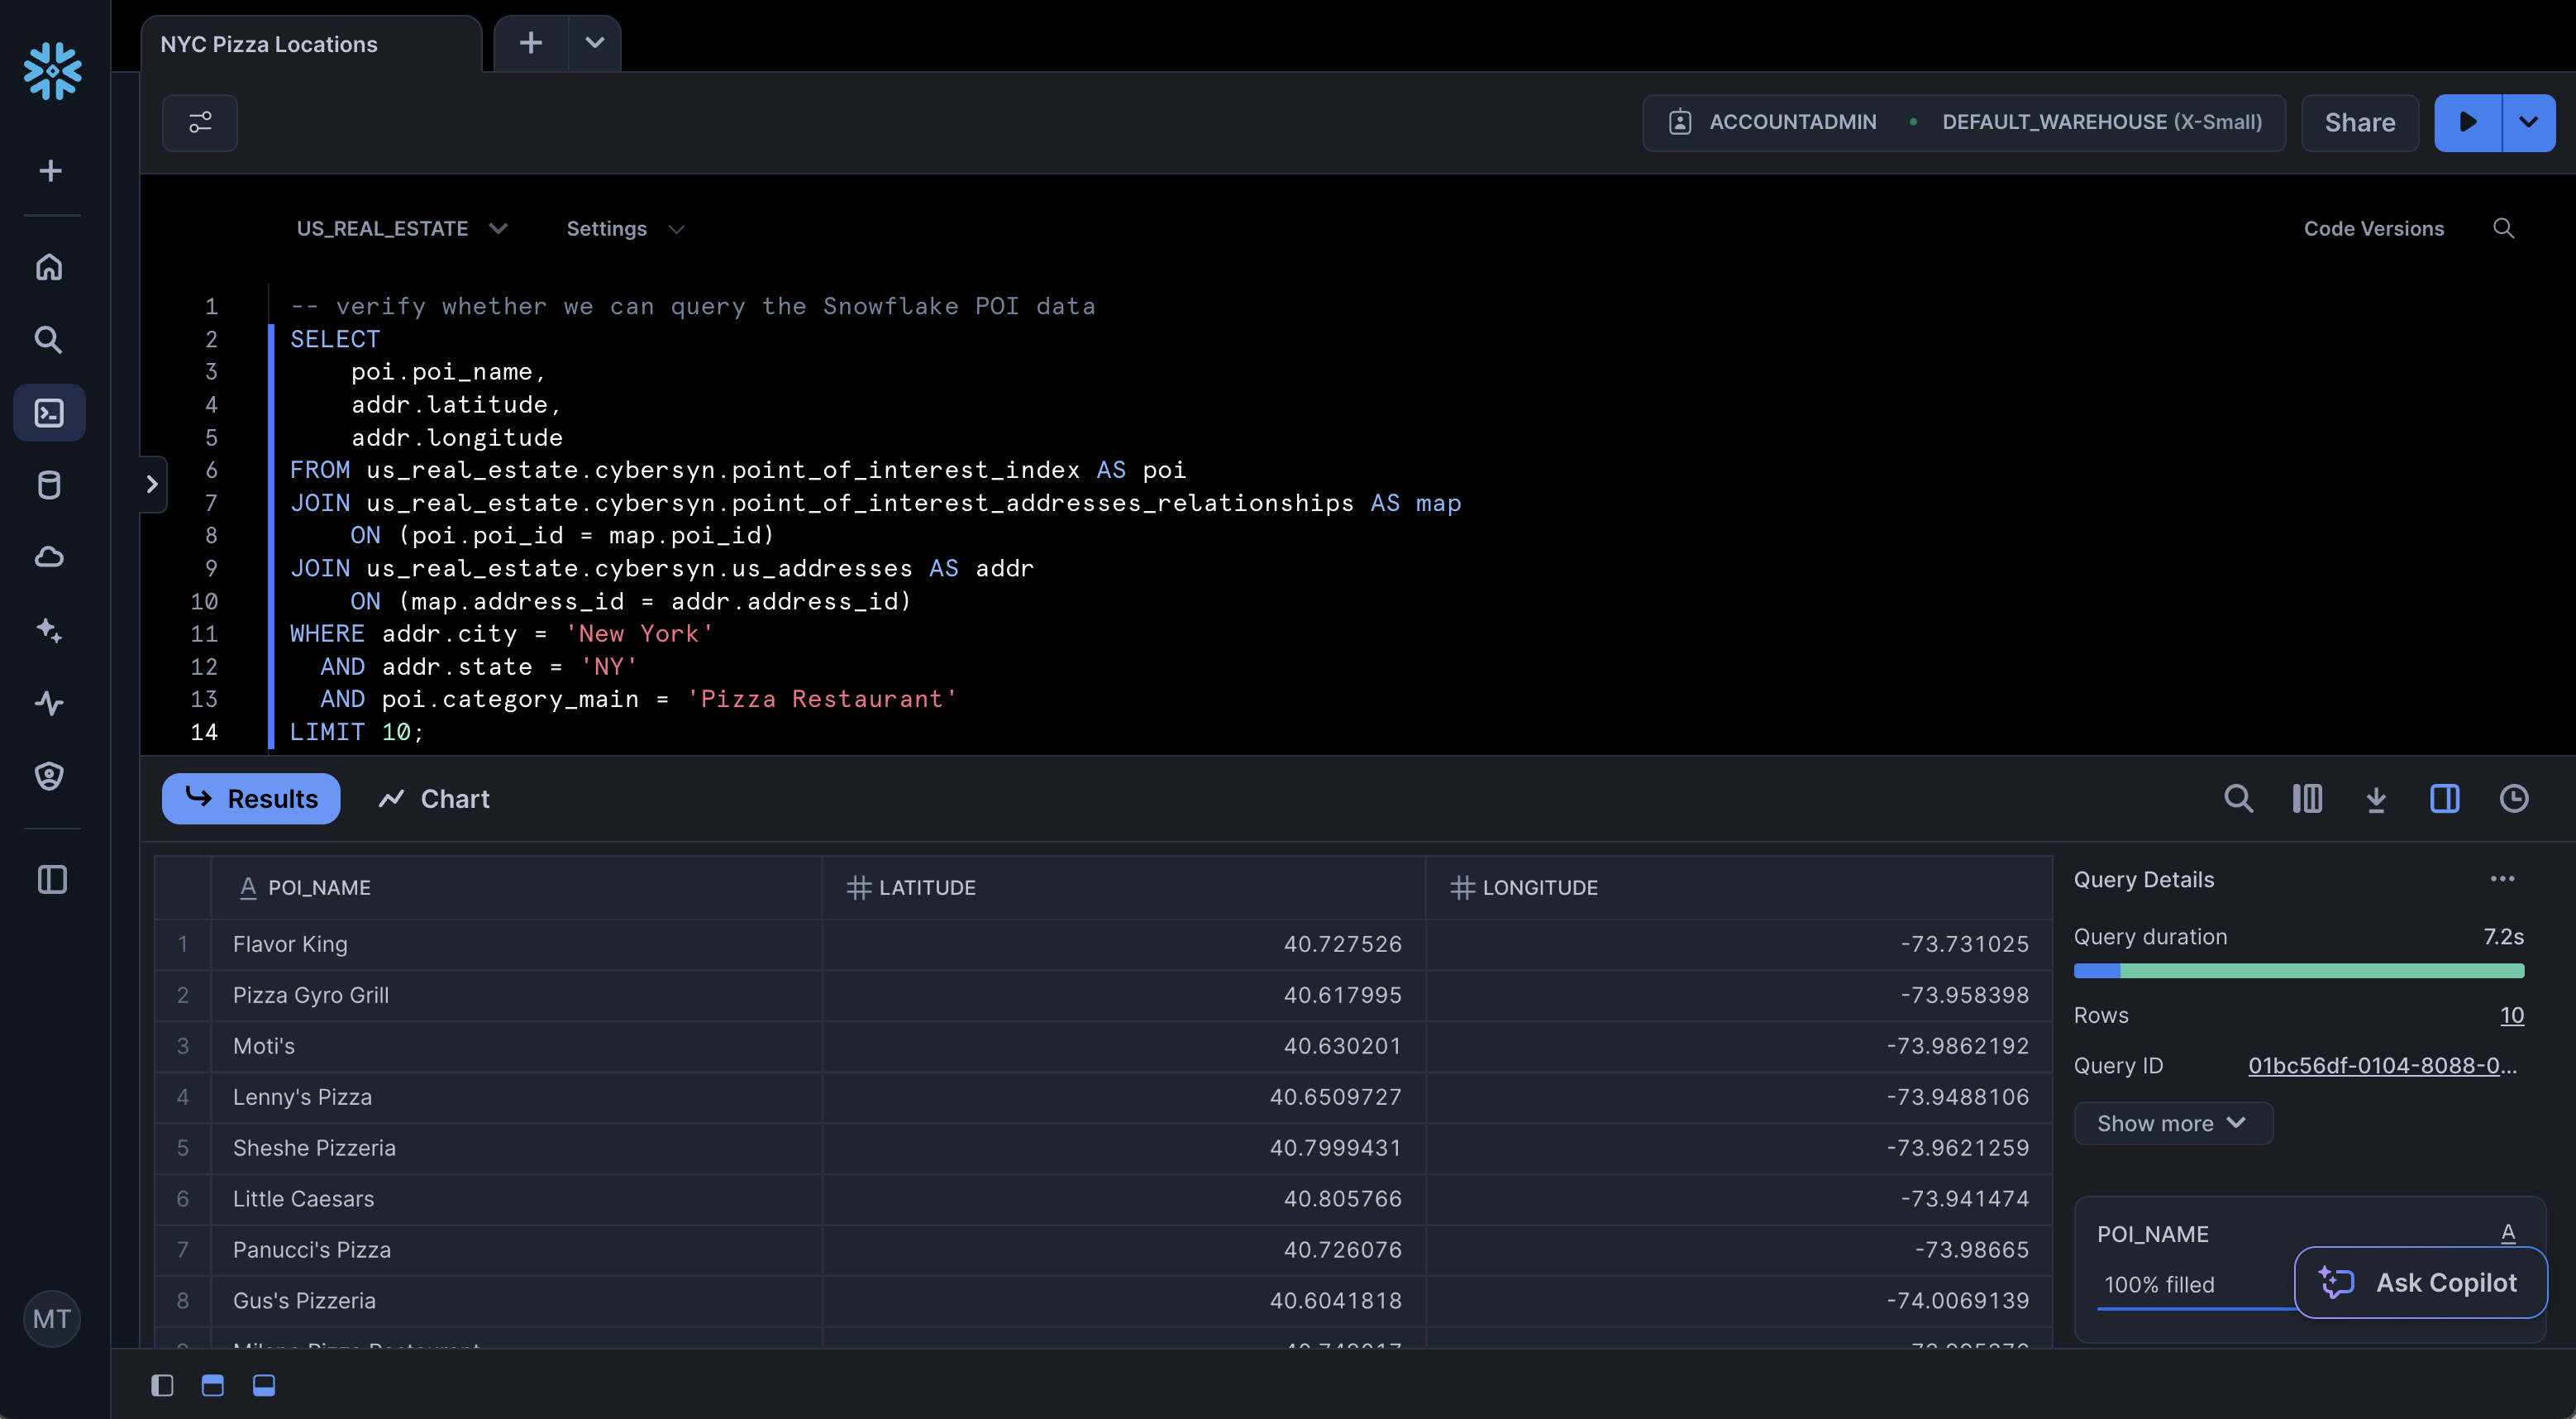 NYC Pizza Locations
ACCOUNTADMIN • DEFAULT_WAREHOUSE (X-Small)
Share
US_REAL_ESTATE
Settings
Code Versions
1 -- verify whether we can query the Snowflake POI data
2 SELECT
3     poi.poi_name,
4     addr.latitude,
5     addr.longitude
6 FROM us_real_estate.cybersyn.point_of_interest_index AS poi
7 JOIN us_real_estate.cybersyn.point_of_interest_addresses_relationships AS map
8     ON (poi.poi_id = map.poi_id)
9 JOIN us_real_estate.cybersyn.us_addresses AS addr
10     ON (map.address_id = addr.address_id)
11 WHERE addr.city = 'New York'
12   AND addr.state = 'NY'
13   AND poi.category_main = 'Pizza Restaurant'
14 LIMIT 10;
Results
Chart
POI_NAME LATITUDE LONGITUDE
1 Flavor King 40.727526 -73.731025
2 Pizza Gyro Grill 40.617995 -73.958398
3 Moti's 40.630201 -73.9862192
4 Lenny's Pizza 40.6509727 -73.9488106
5 Sheshe Pizzeria 40.7999431 -73.9621259
6 Little Caesars 40.805766 -73.941474
7 Panucci's Pizza 40.726076 -73.98665
8 Gus's Pizzeria 40.6041818 -74.0069139
Query Details
Query duration 7.2s
Rows 10
Query ID 01bc56df-0104-8088-0...
Show more
POI_NAME A
100% filled
Ask Copilot
MT